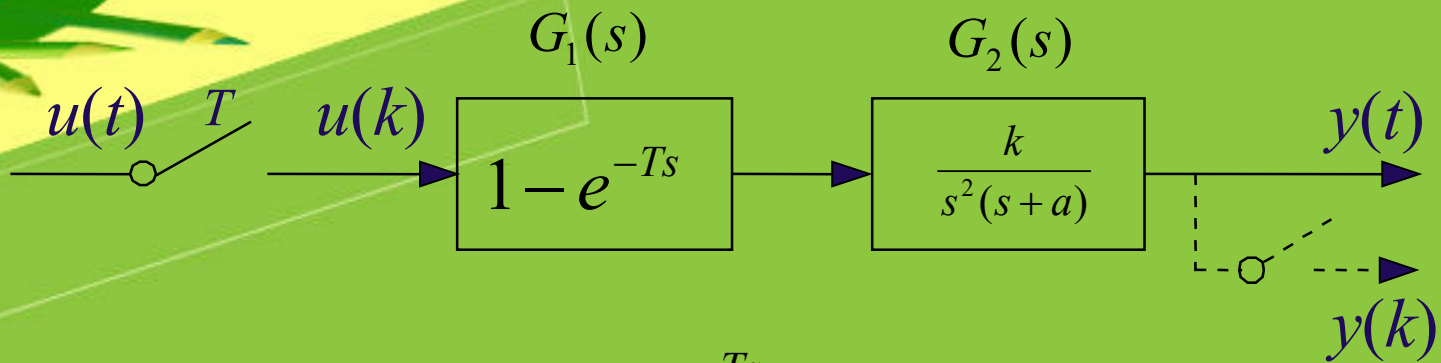 G₁(s) G₂(s)
u(t) T u(k) 1 − e^{−Ts} k / s²(s + a) y(t)
y(k)